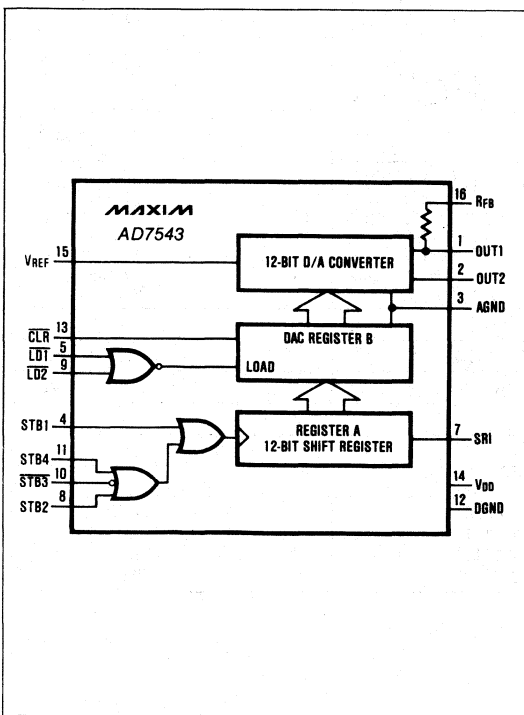 MAXIM
AD7543
16 RFB
1 OUT1
2 OUT2
3 AGND
VREF 15
12-BIT D/A CONVERTER
CLR 13
LD1 5
LD2 9
DAC REGISTER B
LOAD
STB1 4
STB4 11
STB3 10
STB2 8
REGISTER A
12-BIT SHIFT REGISTER
7 SRI
14 VDD
12 DGND